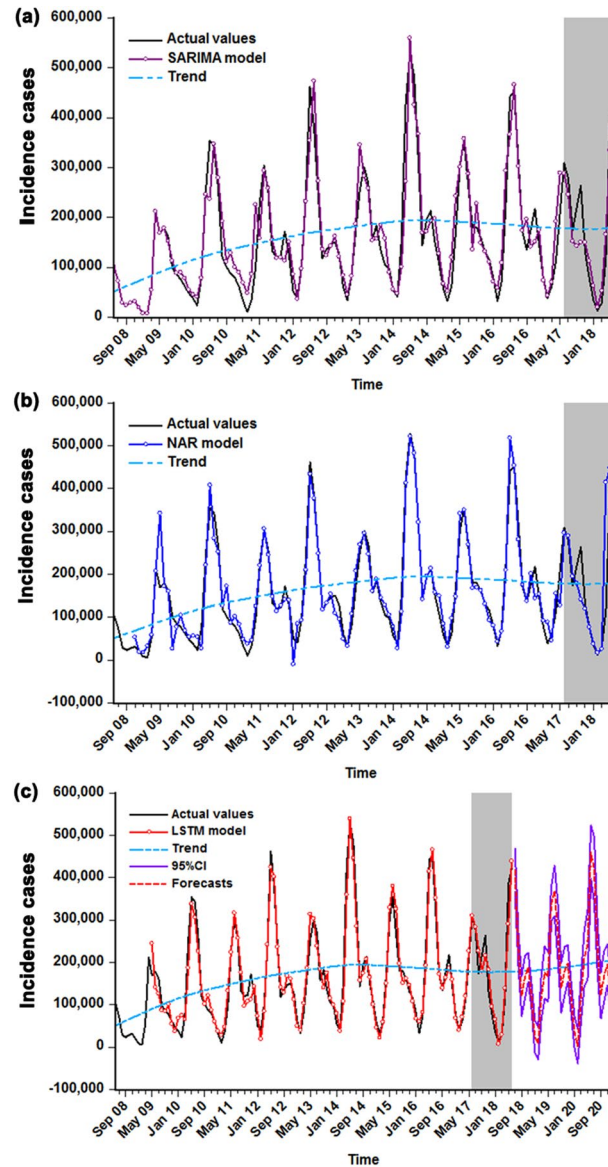 (a)
600,000
500,000
400,000
300,000
200,000
100,000
0
Incidence cases
Actual values
SARIMA model
Trend
Sep 08
May 09
Jan 10
Sep 10
May 11
Jan 12
Sep 12
May 13
Jan 14
Sep 14
May 15
Jan 16
Sep 16
May 17
Jan 18
Time
(b)
600,000
500,000
400,000
300,000
200,000
100,000
0
-100,000
Incidence cases
Actual values
NAR model
Trend
Sep 08
May 09
Jan 10
Sep 10
May 11
Jan 12
Sep 12
May 13
Jan 14
Sep 14
May 15
Jan 16
Sep 16
May 17
Jan 18
Time
(c)
600,000
500,000
400,000
300,000
200,000
100,000
0
-100,000
Incidence cases
Actual values
LSTM model
Trend
95%CI
Forecasts
Sep 08
May 09
Jan 10
Sep 10
May 11
Jan 12
Sep 12
May 13
Jan 14
Sep 14
May 15
Jan 16
Sep 16
May 17
Jan 18
Sep 18
May 19
Jan 20
Sep 20
Time